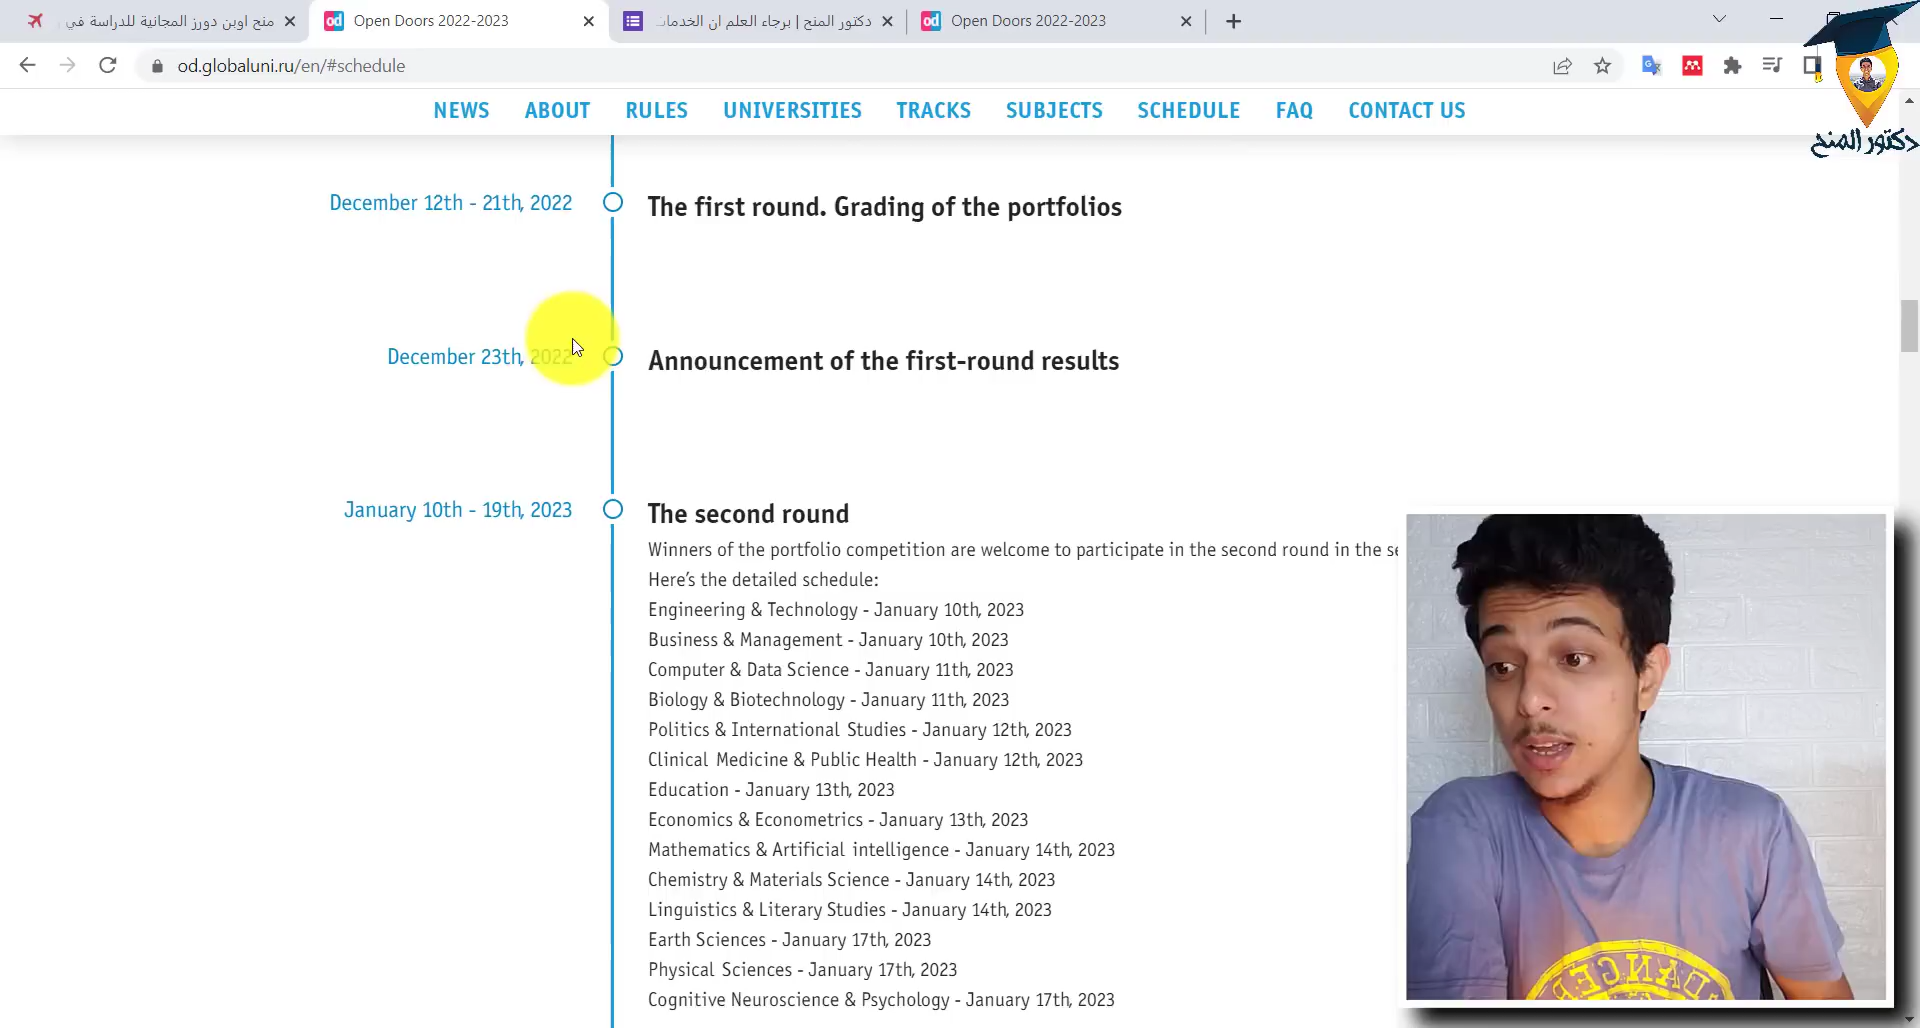 منح اوبن دورز المجانية للدراسة في
Open Doors 2022-2023
دكتور المنح | برجاء العلم ان الخدمات
Open Doors 2022-2023
od.globaluni.ru/en/#schedule
NEWS ABOUT RULES UNIVERSITIES TRACKS SUBJECTS SCHEDULE FAQ CONTACT US
دكتور المنح
December 12th - 21th, 2022
The first round. Grading of the portfolios
December 23th, 2022
Announcement of the first-round results
January 10th - 19th, 2023
The second round
Winners of the portfolio competition are welcome to participate in the second round in the se
Here's the detailed schedule:
Engineering & Technology - January 10th, 2023
Business & Management - January 10th, 2023
Computer & Data Science - January 11th, 2023
Biology & Biotechnology - January 11th, 2023
Politics & International Studies - January 12th, 2023
Clinical Medicine & Public Health - January 12th, 2023
Education - January 13th, 2023
Economics & Econometrics - January 13th, 2023
Mathematics & Artificial intelligence - January 14th, 2023
Chemistry & Materials Science - January 14th, 2023
Linguistics & Literary Studies - January 14th, 2023
Earth Sciences - January 17th, 2023
Physical Sciences - January 17th, 2023
Cognitive Neuroscience & Psychology - January 17th, 2023